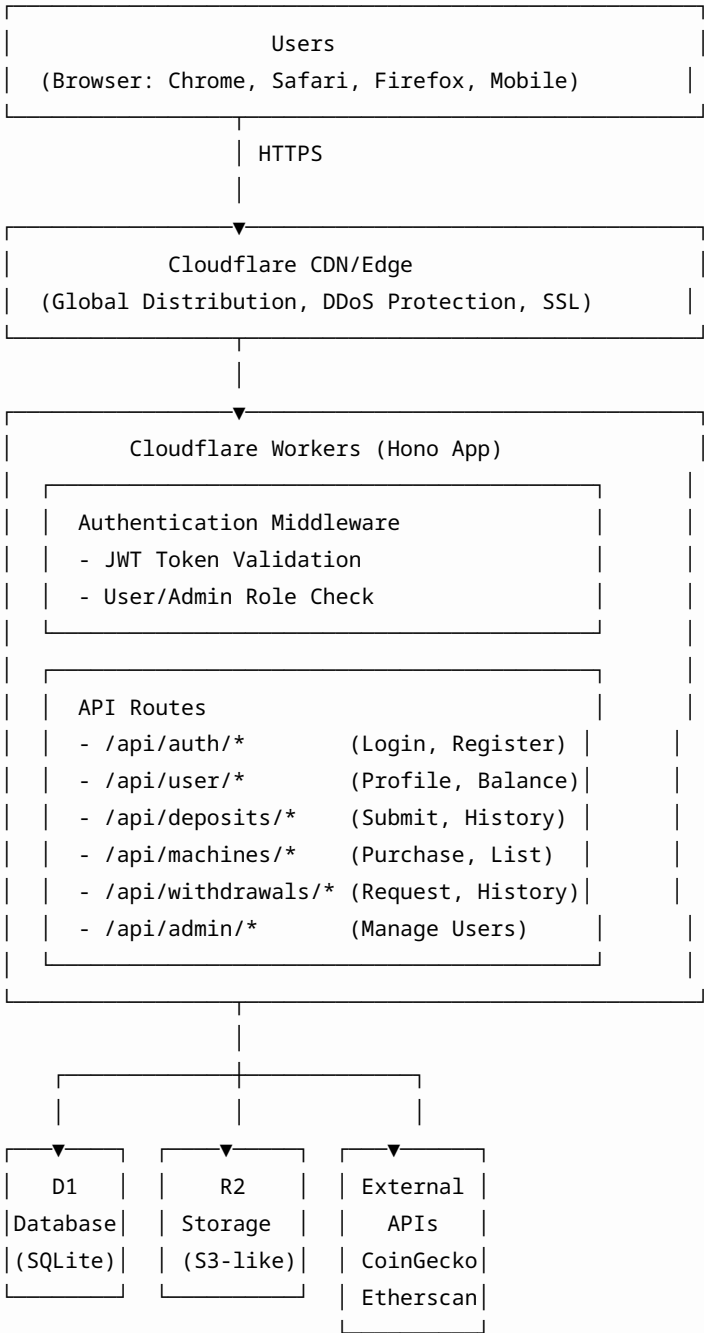 Users
(Browser: Chrome, Safari, Firefox, Mobile)
HTTPS
Cloudflare CDN/Edge
(Global Distribution, DDoS Protection, SSL)
Cloudflare Workers (Hono App)
Authentication Middleware
- JWT Token Validation
- User/Admin Role Check
API Routes
- /api/auth/* (Login, Register)
- /api/user/* (Profile, Balance)
- /api/deposits/* (Submit, History)
- /api/machines/* (Purchase, List)
- /api/withdrawals/* (Request, History)
- /api/admin/* (Manage Users)
D1
Database
(SQLite)
R2
Storage
(S3-like)
External
APIs
CoinGecko
Etherscan